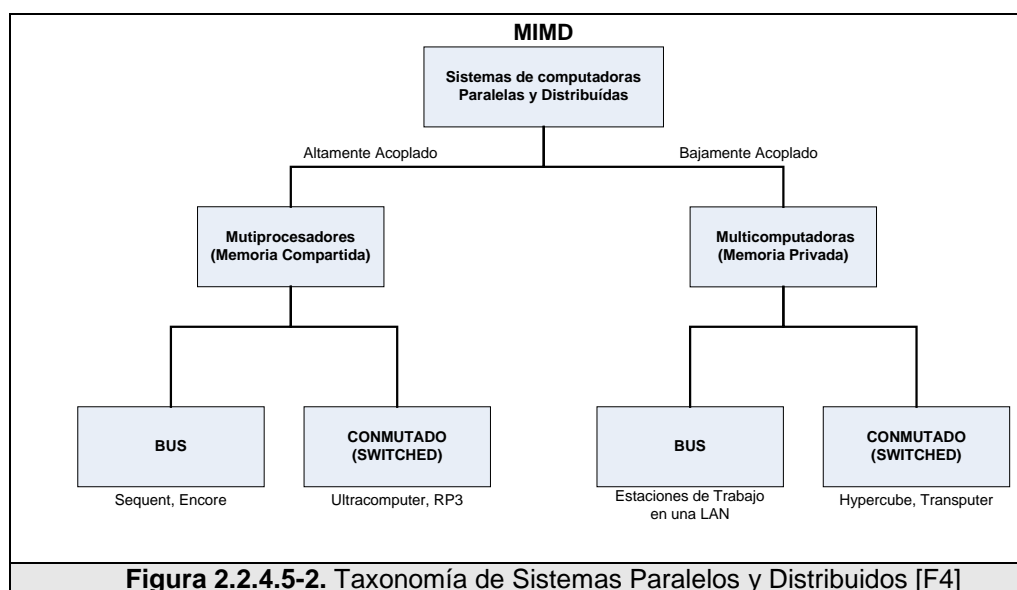 MIMD
Sistemas de computadoras
Paralelas y Distribuídas
Altamente Acoplado
Bajamente Acoplado
Mutiprocesadores
(Memoria Compartida)
Multicomputadoras
(Memoria Privada)
BUS
CONMUTADO
(SWITCHED)
BUS
CONMUTADO
(SWITCHED)
Sequent, Encore
Ultracomputer, RP3
Estaciones de Trabajo
en una LAN
Hypercube, Transputer
Figura 2.2.4.5-2. Taxonomía de Sistemas Paralelos y Distribuidos [F4]